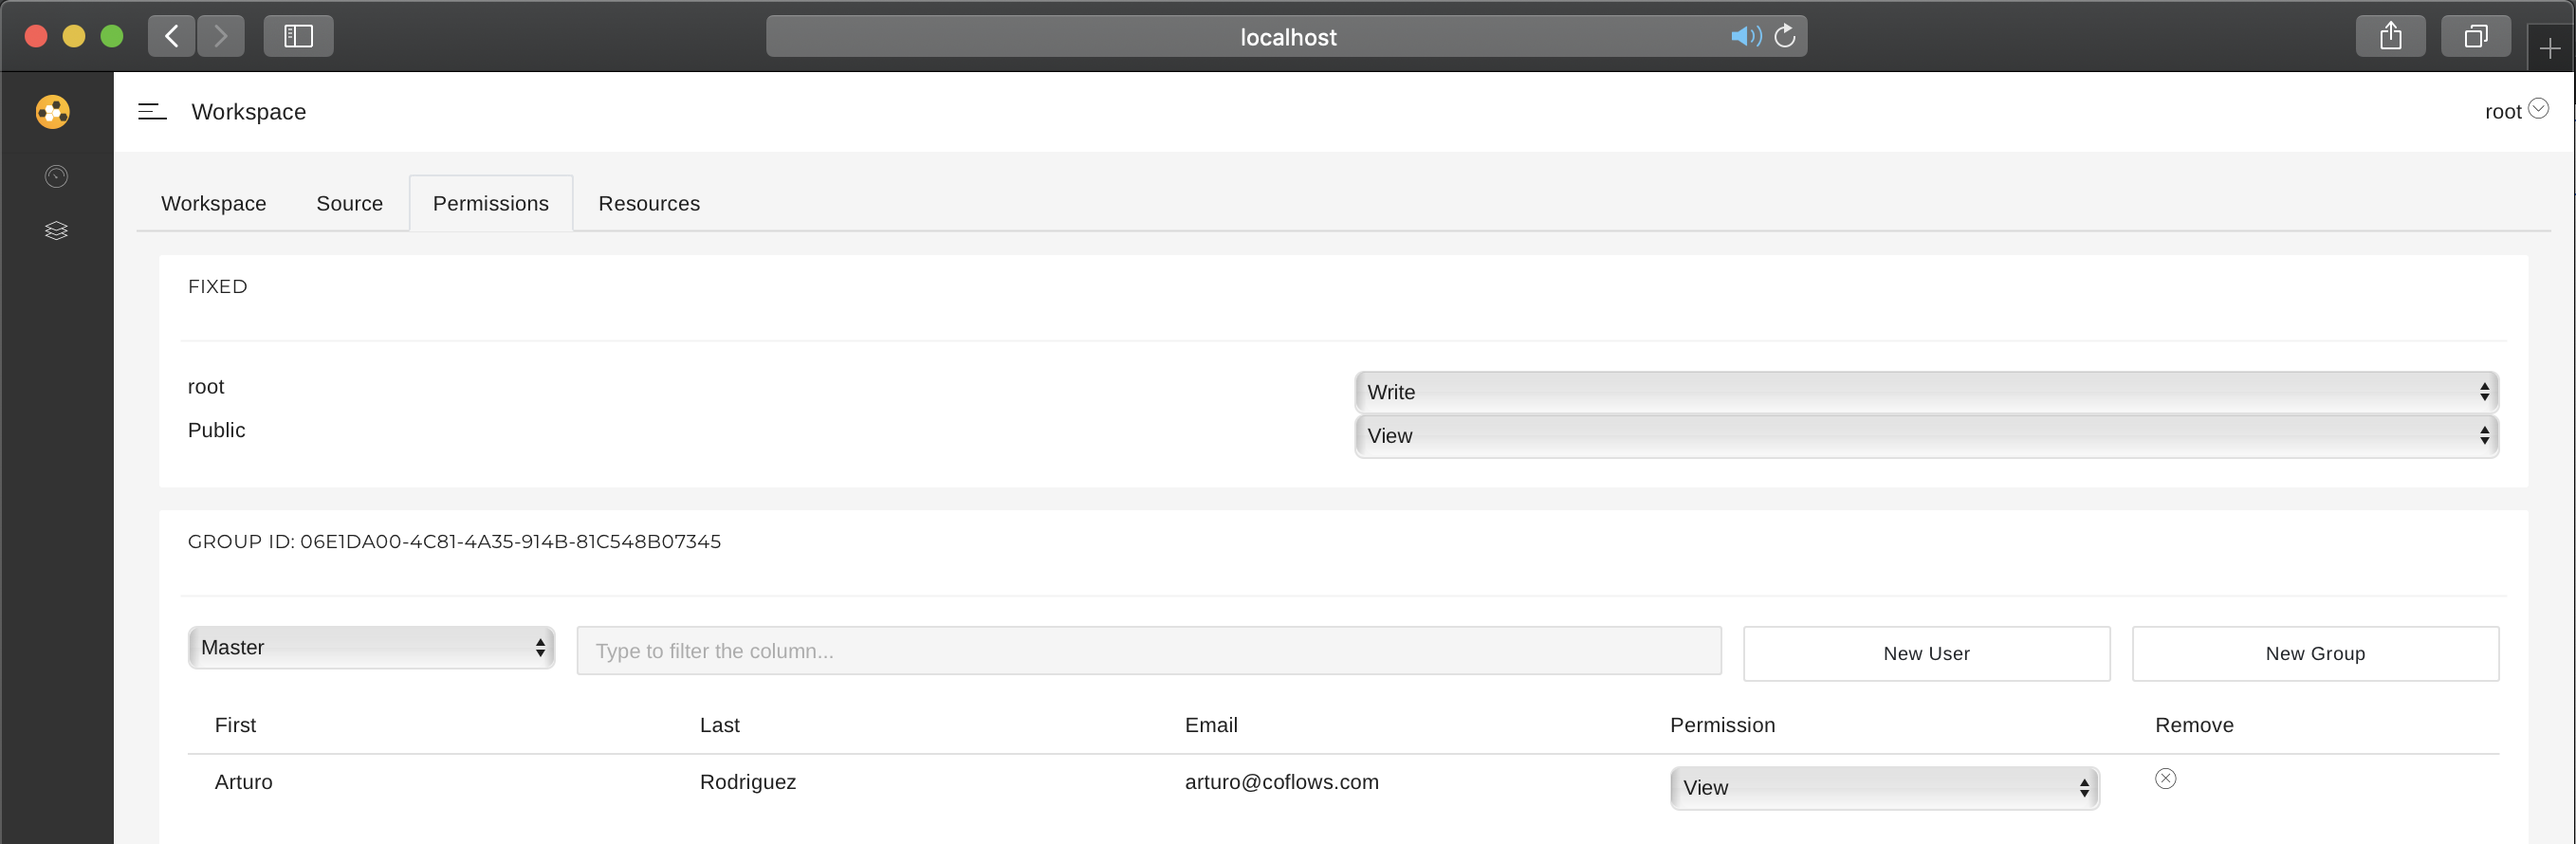 localhost
Workspace
root
Workspace Source Permissions Resources
FIXED
root Write
Public View
GROUP ID: 06E1DA00-4C81-4A35-914B-81C548B07345
Master Type to filter the column... New User New Group
First Last Email Permission Remove
Arturo Rodriguez arturo@coflows.com View